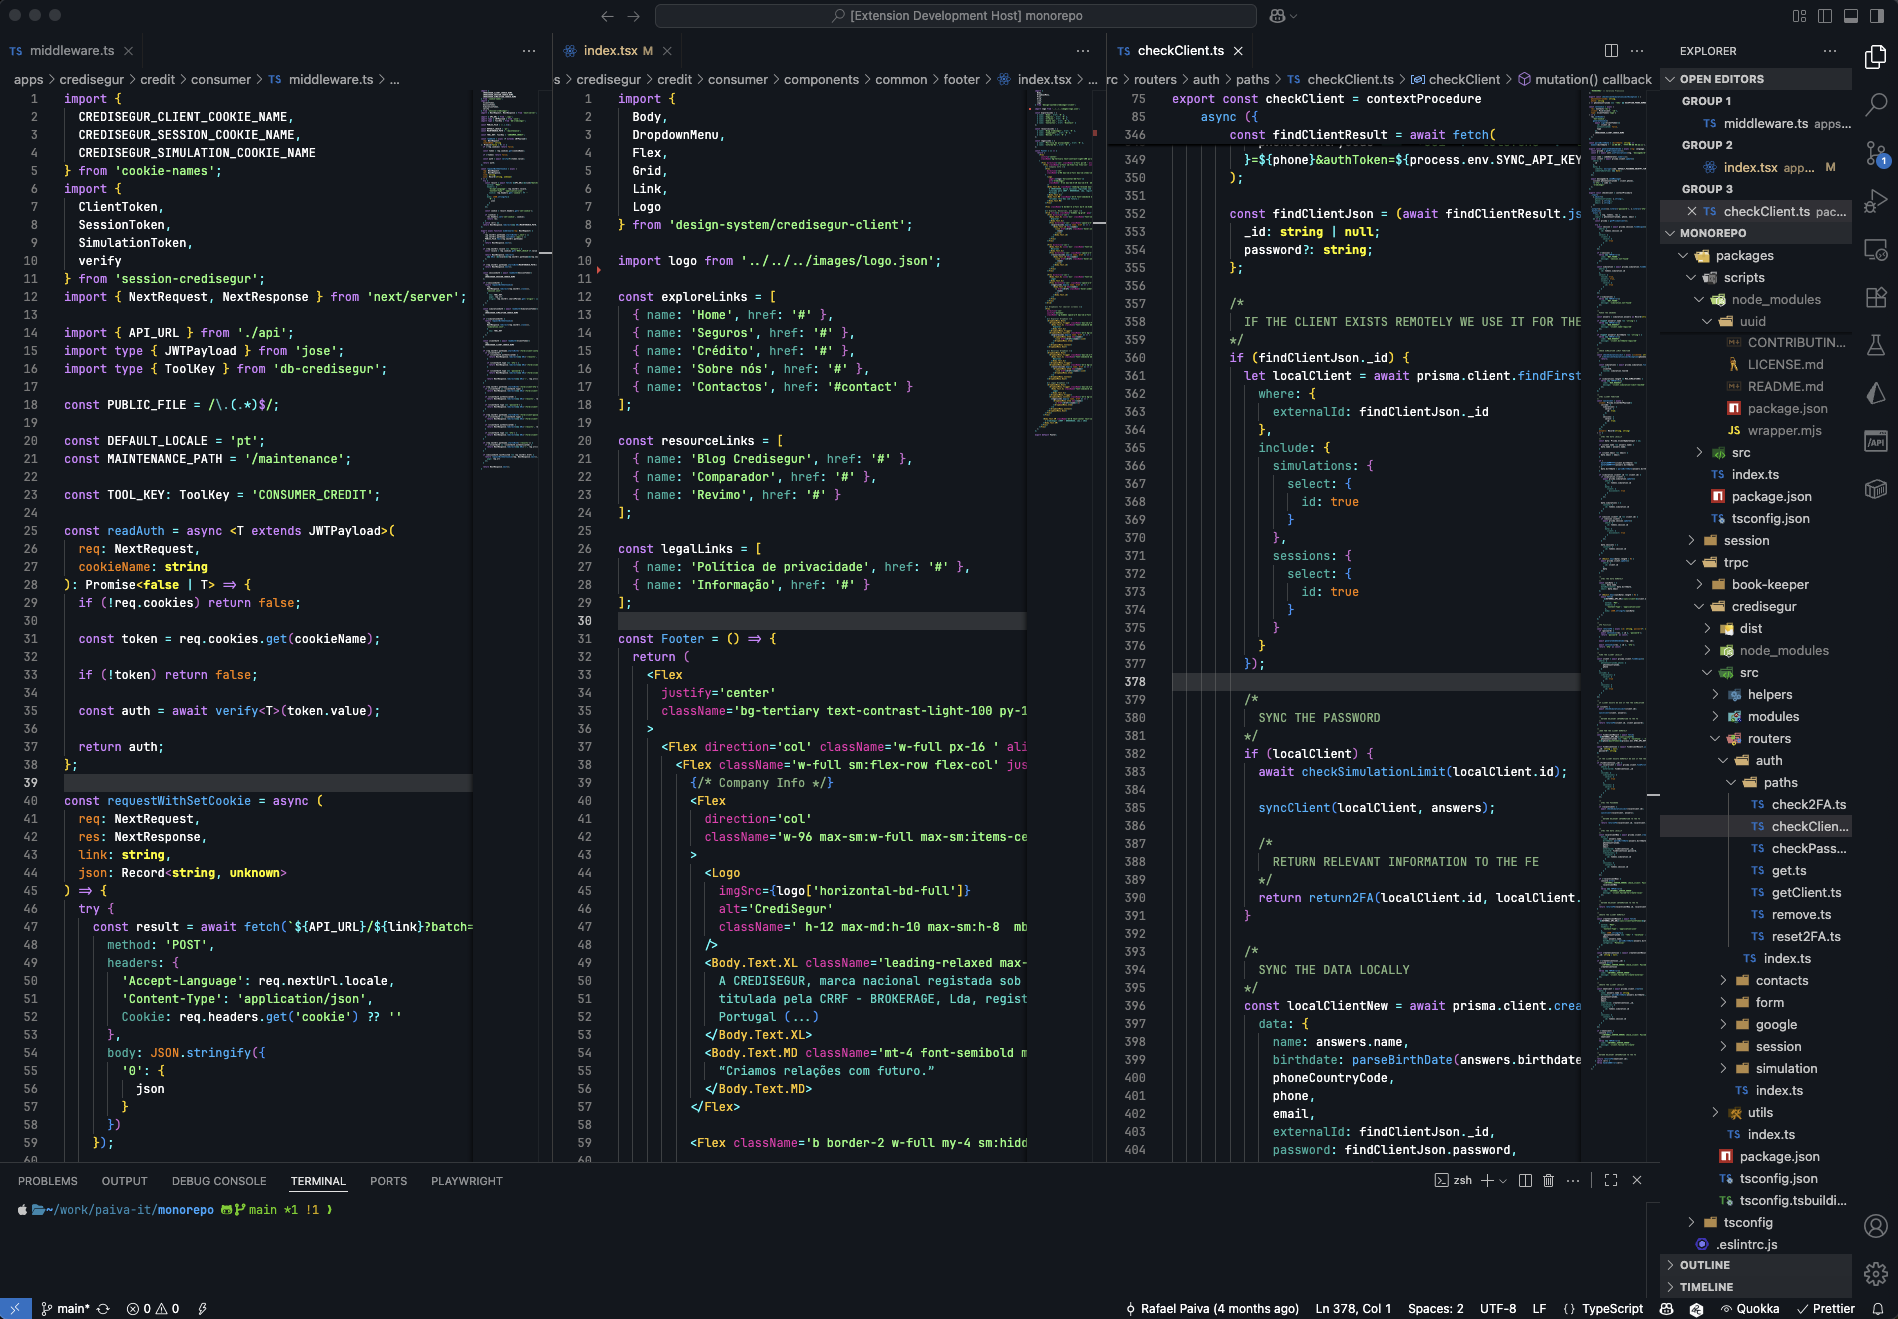 [Extension Development Host] monorepo
TS middleware.ts
apps > credisegur > credit > consumer > TS middleware.ts > ...
1 import {
2 CREDISEGUR_CLIENT_COOKIE_NAME,
3 CREDISEGUR_SESSION_COOKIE_NAME,
4 CREDISEGUR_SIMULATION_COOKIE_NAME
5 } from 'cookie-names';
6 import {
7 ClientToken,
8 SessionToken,
9 SimulationToken,
10 verify
11 } from 'session-credisegur';
12 import { NextRequest, NextResponse } from 'next/server';
13
14 import { API_URL } from './api';
15 import type { JWTPayload } from 'jose';
16 import type { ToolKey } from 'db-credisegur';
17
18 const PUBLIC_FILE = /\.(.*)$/;
19
20 const DEFAULT_LOCALE = 'pt';
21 const MAINTENANCE_PATH = '/maintenance';
22
23 const TOOL_KEY: ToolKey = 'CONSUMER_CREDIT';
24
25 const readAuth = async <T extends JWTPayload>(
26 req: NextRequest,
27 cookieName: string
28 ): Promise<false | T> => {
29 if (!req.cookies) return false;
30
31 const token = req.cookies.get(cookieName);
32
33 if (!token) return false;
34
35 const auth = await verify<T>(token.value);
36
37 return auth;
38 };
39
40 const requestWithSetCookie = async (
41 req: NextRequest,
42 res: NextResponse,
43 link: string,
44 json: Record<string, unknown>
45 ) => {
46 try {
47 const result = await fetch(`${API_URL}/${link}?batch=
48 method: 'POST',
49 headers: {
50 'Accept-Language': req.nextUrl.locale,
51 'Content-Type': 'application/json',
52 Cookie: req.headers.get('cookie') ?? ''
53 },
54 body: JSON.stringify({
55 '0': {
56 json
57 }
58 })
59 });
60
index.tsx M
s > credisegur > credit > consumer > components > common > footer > index.tsx > ...
1 import {
2 Body,
3 DropdownMenu,
4 Flex,
5 Grid,
6 Link,
7 Logo
8 } from 'design-system/credisegur-client';
9
10 import logo from '../../../images/logo.json';
11
12 const exploreLinks = [
13 { name: 'Home', href: '#' },
14 { name: 'Seguros', href: '#' },
15 { name: 'Crédito', href: '#' },
16 { name: 'Sobre nós', href: '#' },
17 { name: 'Contactos', href: '#contact' }
18 ];
19
20 const resourceLinks = [
21 { name: 'Blog Credisegur', href: '#' },
22 { name: 'Comparador', href: '#' },
23 { name: 'Revimo', href: '#' }
24 ];
25
26 const legalLinks = [
27 { name: 'Política de privacidade', href: '#' },
28 { name: 'Informação', href: '#' }
29 ];
30
31 const Footer = () => {
32 return (
33 <Flex
34 justify='center'
35 className='bg-tertiary text-contrast-light-100 py-1
36 >
37 <Flex direction='col' className='w-full px-16 ' ali
38 <Flex className='w-full sm:flex-row flex-col' jus
39 {/* Company Info */}
40 <Flex
41 direction='col'
42 className='w-96 max-sm:w-full max-sm:items-ce
43 >
44 <Logo
45 imgSrc={logo['horizontal-bd-full']}
46 alt='CrediSegur'
47 className=' h-12 max-md:h-10 max-sm:h-8  mb
48 />
49 <Body.Text.XL className='leading-relaxed max-
50 A CREDISEGUR, marca nacional registada sob
51 titulada pela CRRF - BROKERAGE, Lda, regist
52 Portugal (...)
53 </Body.Text.XL>
54 <Body.Text.MD className='mt-4 font-semibold m
55 “Criamos relações com futuro.”
56 </Body.Text.MD>
57 </Flex>
58
59 <Flex className='b border-2 w-full my-4 sm:hidd
60
TS checkClient.ts
rc > routers > auth > paths > TS checkClient.ts > checkClient > mutation() callback
75 export const checkClient = contextProcedure
85 async ({
346 const findClientResult = await fetch(
349 }=${phone}&authToken=${process.env.SYNC_API_KEY
350 );
351
352 const findClientJson = (await findClientResult.js
353 _id: string | null;
354 password?: string;
355 };
356
357 /*
358 IF THE CLIENT EXISTS REMOTELY WE USE IT FOR THE
359 */
360 if (findClientJson._id) {
361 let localClient = await prisma.client.findFirst
362 where: {
363 externalId: findClientJson._id
364 },
365 include: {
366 simulations: {
367 select: {
368 id: true
369 }
370 },
371 sessions: {
372 select: {
373 id: true
374 }
375 }
376 }
377 });
378
379 /*
380 SYNC THE PASSWORD
381 */
382 if (localClient) {
383 await checkSimulationLimit(localClient.id);
384
385 syncClient(localClient, answers);
386
387 /*
388 RETURN RELEVANT INFORMATION TO THE FE
389 */
390 return return2FA(localClient.id, localClient.
391 }
392
393 /*
394 SYNC THE DATA LOCALLY
395 */
396 const localClientNew = await prisma.client.crea
397 data: {
398 name: answers.name,
399 birthdate: parseBirthDate(answers.birthdate
400 phoneCountryCode,
401 phone,
402 email,
403 externalId: findClientJson._id,
404 password: findClientJson.password,
EXPLORER
OPEN EDITORS
GROUP 1
TS middleware.ts apps...
GROUP 2
index.tsx app... M
GROUP 3
TS checkClient.ts pac...
MONOREPO
packages
scripts
node_modules
uuid
CONTRIBUTIN...
LICENSE.md
README.md
package.json
JS wrapper.mjs
src
TS index.ts
package.json
TS tsconfig.json
session
trpc
book-keeper
credisegur
dist
node_modules
src
helpers
modules
routers
auth
paths
TS check2FA.ts
TS checkClien...
TS checkPass...
TS get.ts
TS getClient.ts
TS remove.ts
TS reset2FA.ts
TS index.ts
contacts
form
google
session
simulation
TS index.ts
utils
TS index.ts
package.json
TS tsconfig.json
TS tsconfig.tsbuildi...
tsconfig
.eslintrc.js
OUTLINE
TIMELINE
1
/API
PROBLEMS OUTPUT DEBUG CONSOLE TERMINAL PORTS PLAYWRIGHT
zsh
~/work/paiva-it/monorepo main *1 !1 ❯
main* 0 0
Rafael Paiva (4 months ago) Ln 378, Col 1 Spaces: 2 UTF-8 LF {} TypeScript Quokka Prettier